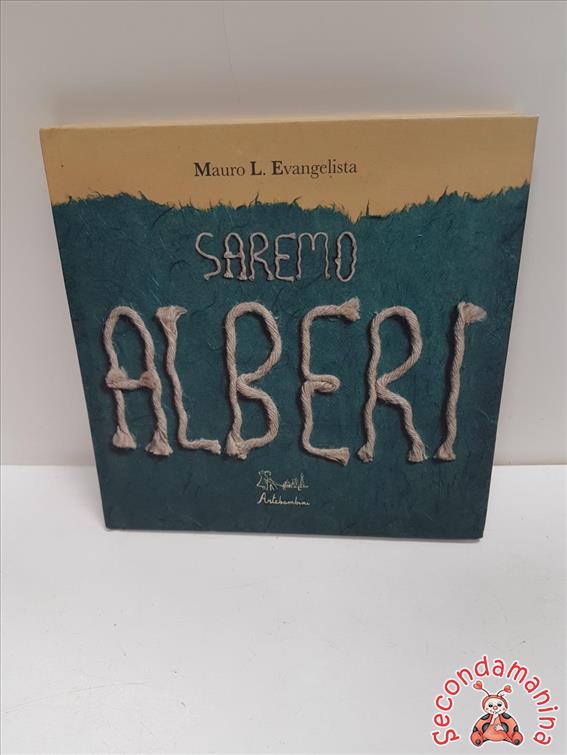 Mauro L. Evangelista
SAREMO
ALBERI
Artebambini
Secondamanina